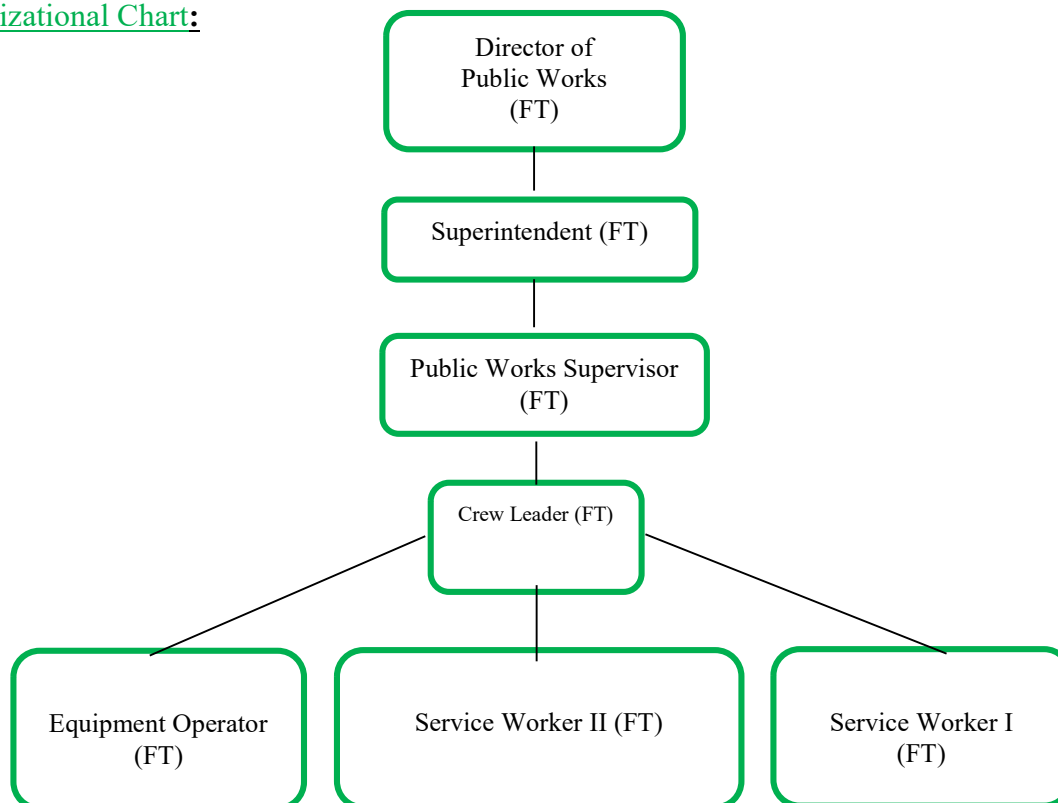 izational Chart:
Director of
Public Works
(FT)
Superintendent (FT)
Public Works Supervisor
(FT)
Crew Leader (FT)
Equipment Operator
(FT)
Service Worker II (FT)
Service Worker I
(FT)